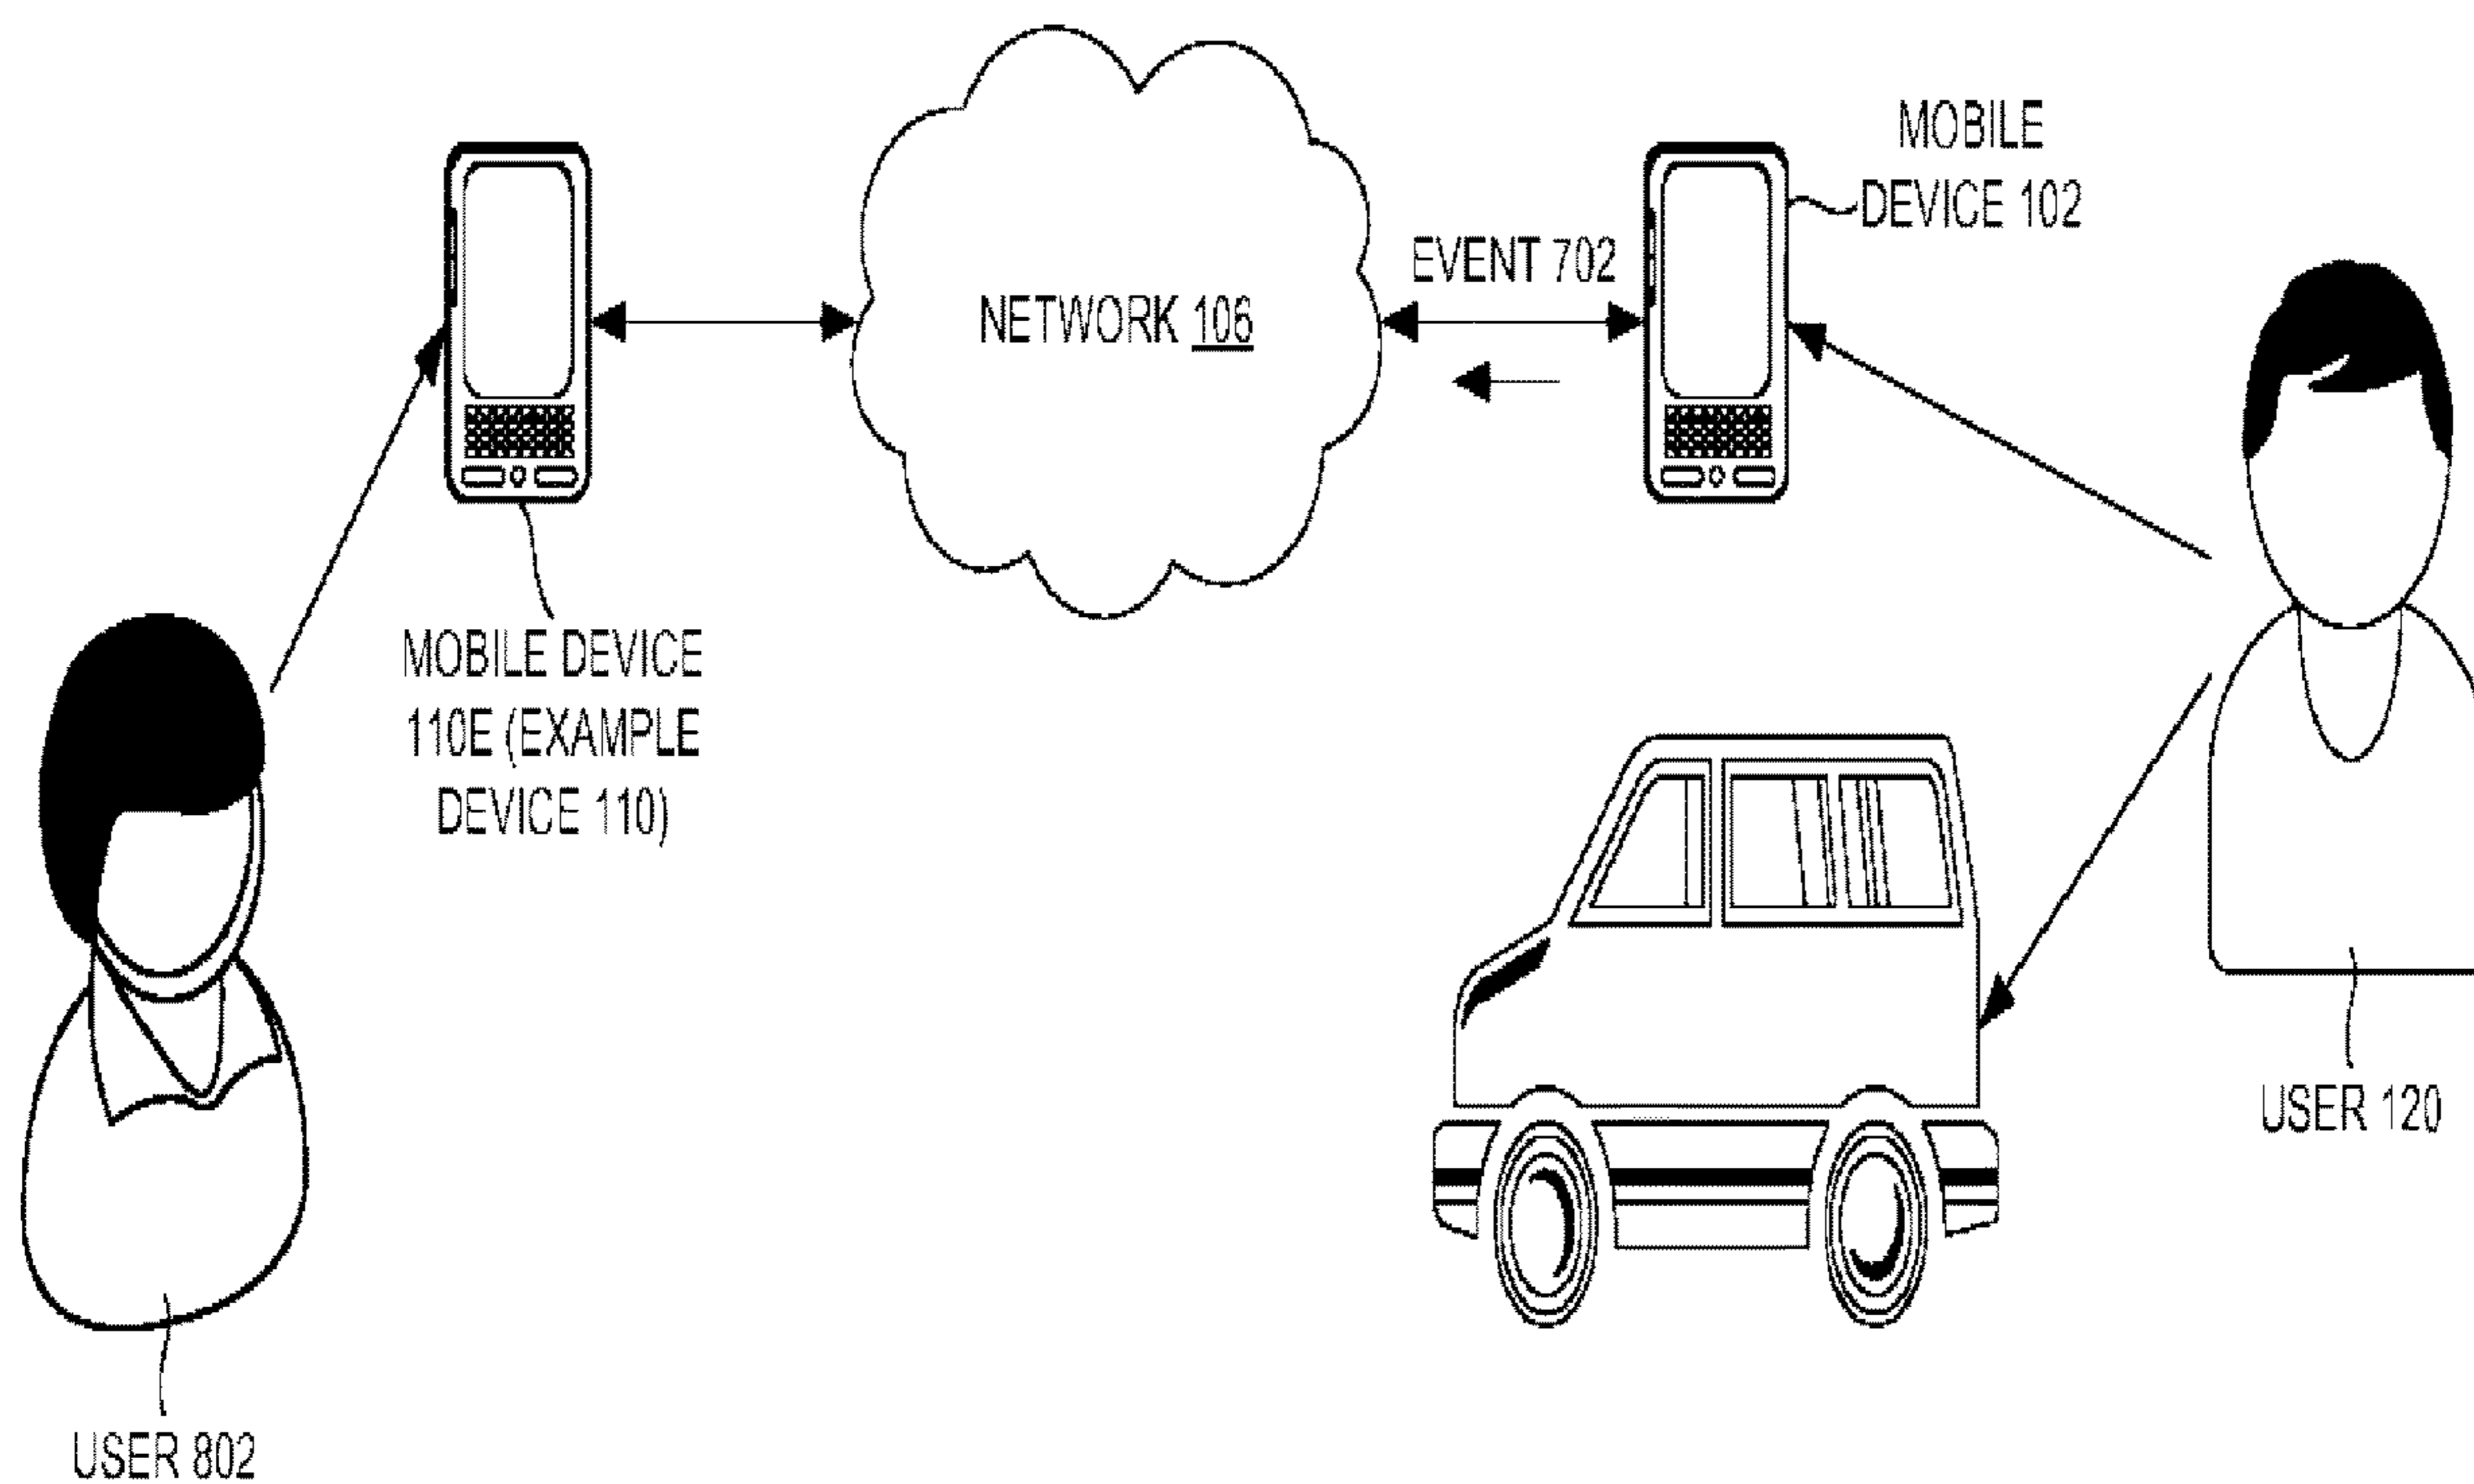 MOBILE
DEVICE 102
EVENT 702
NETWORK 106
MOBILE DEVICE
110E (EXAMPLE
DEVICE 110)
USER 120
USER 802